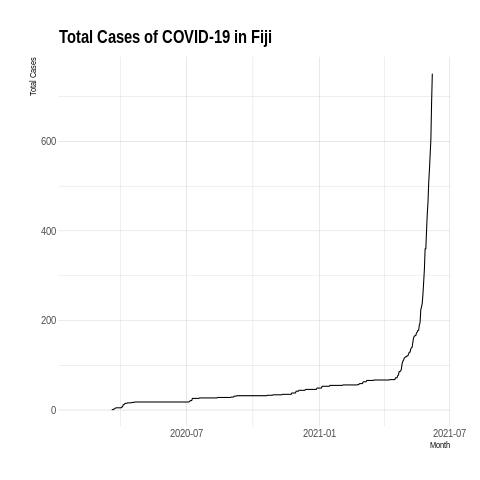 Total Cases of COVID-19 in Fiji
Total Cases
600
400
200
0
2020-07
2021-01
2021-07
Month